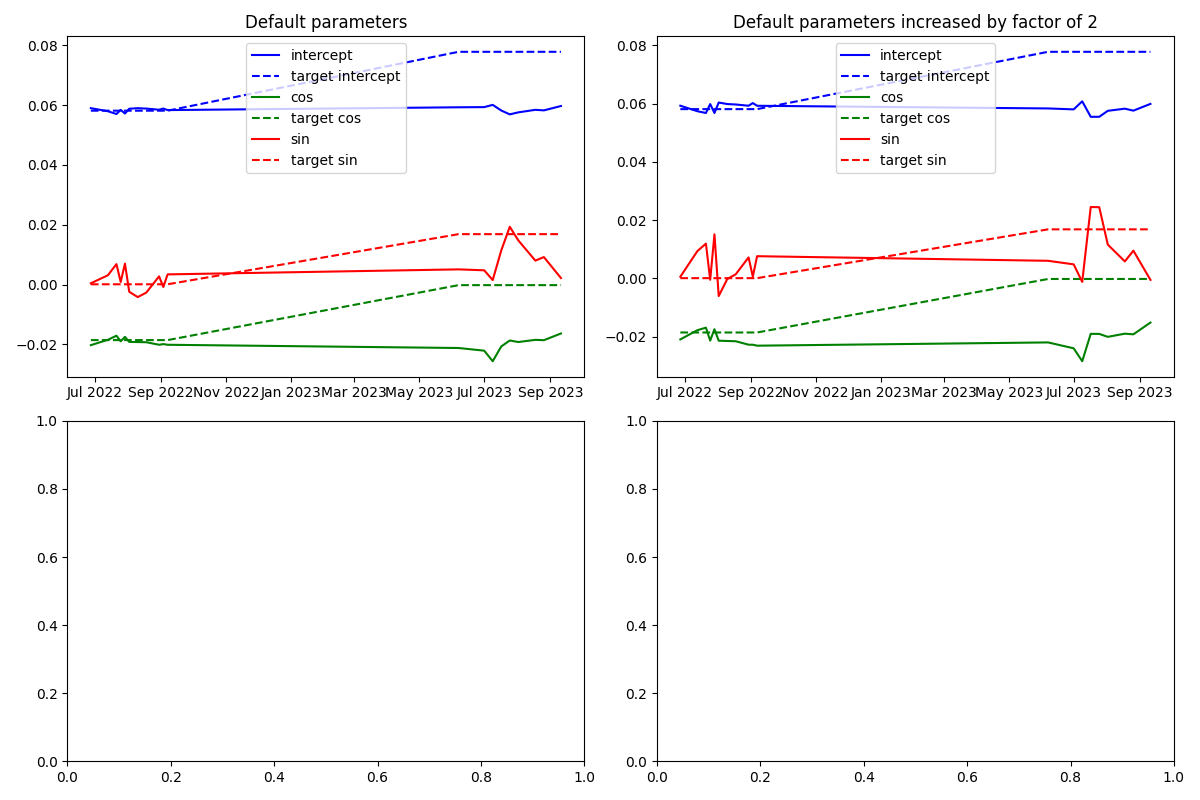 Default parameters
0.08
0.06
0.04
0.02
0.00
−0.02
intercept
target intercept
cos
target cos
sin
target sin
Jul 2022 Sep 2022 Nov 2022 Jan 2023 Mar 2023 May 2023 Jul 2023 Sep 2023
Default parameters increased by factor of 2
0.08
0.06
0.04
0.02
0.00
−0.02
intercept
target intercept
cos
target cos
sin
target sin
Jul 2022 Sep 2022 Nov 2022 Jan 2023 Mar 2023 May 2023 Jul 2023 Sep 2023
1.0
0.8
0.6
0.4
0.2
0.0
0.0 0.2 0.4 0.6 0.8 1.0
1.0
0.8
0.6
0.4
0.2
0.0
0.0 0.2 0.4 0.6 0.8 1.0